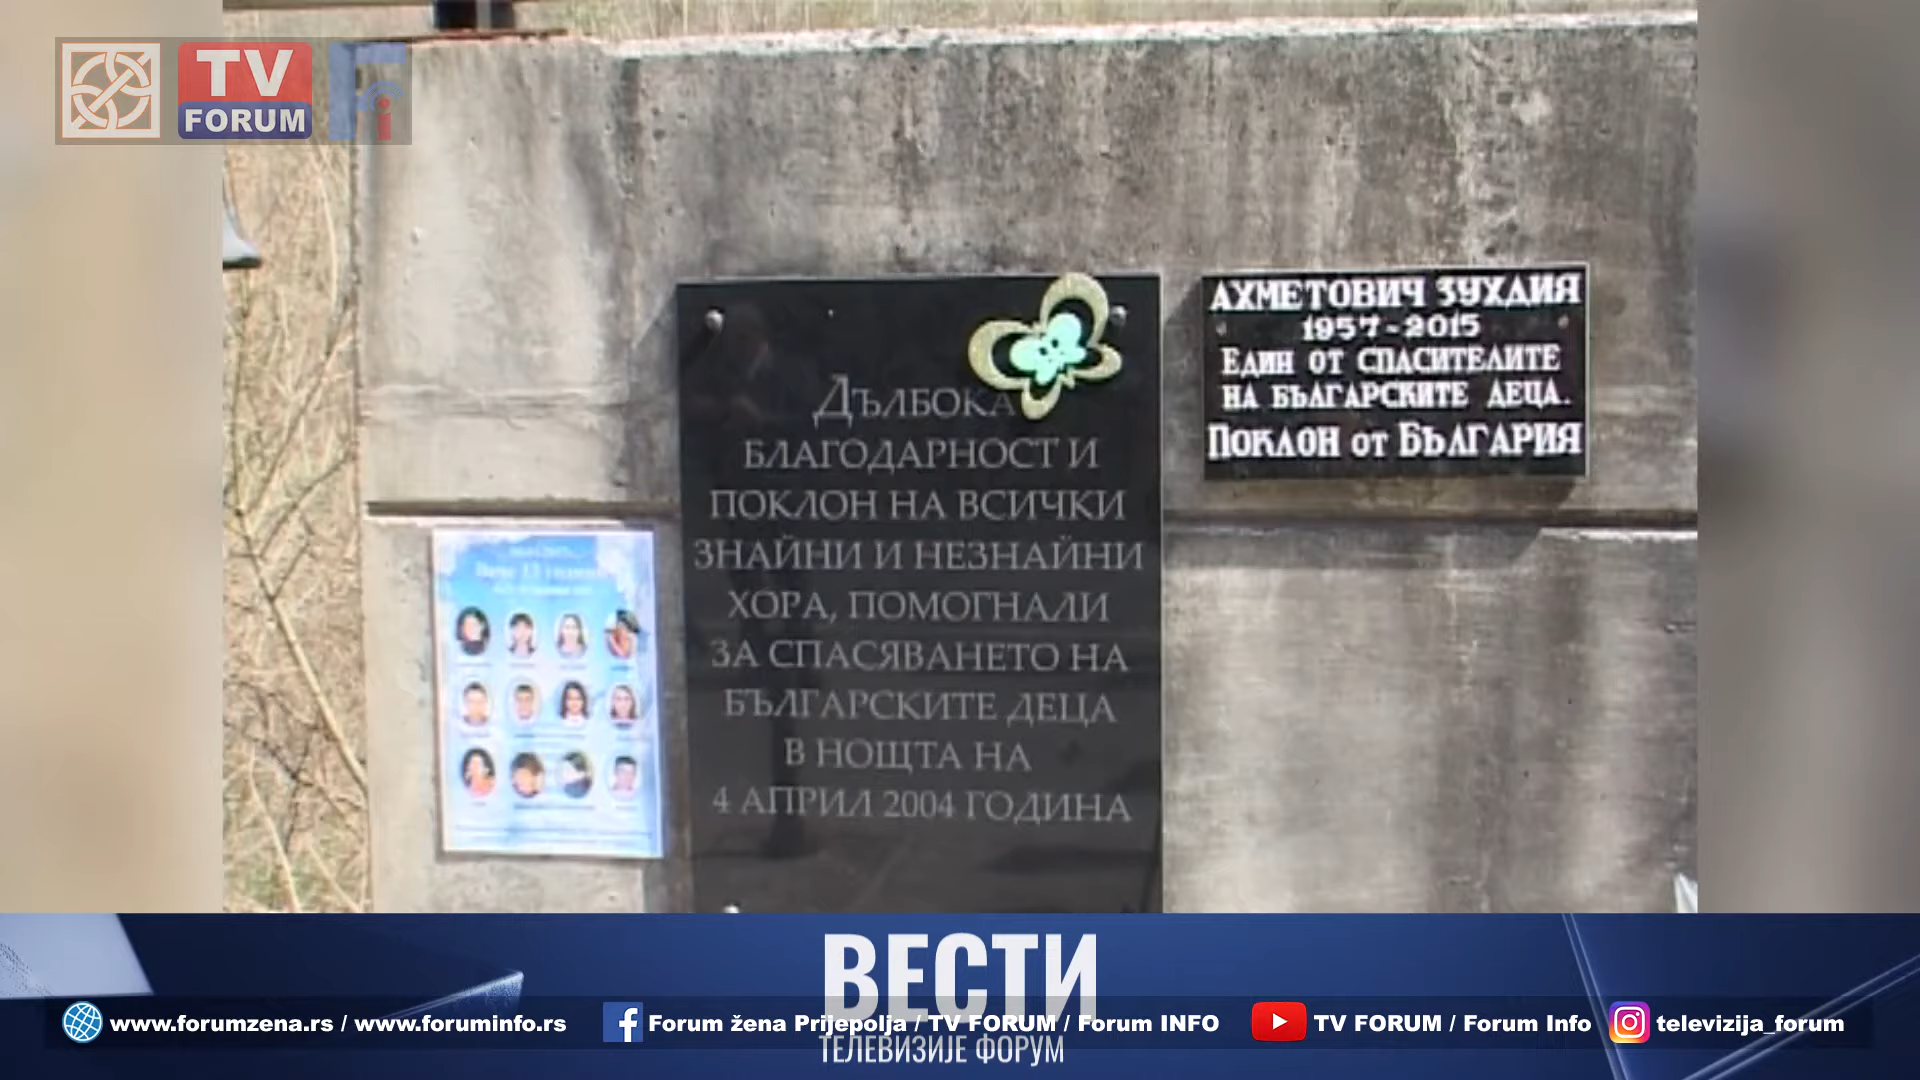 TV
FORUM
Fi
ДЪЛБОКА
БЛАГОДАРНОСТ И
ПОКЛОН НА ВСИЧКИ
ЗНАЙНИ И НЕЗНАЙНИ
ХОРА, ПОМОГНАЛИ
ЗА СПАСЯВАНЕТО НА
БЪЛГАРСКИТЕ ДЕЦА
В НОЩТА НА
4 АПРИЛ 2004 ГОДИНА
АХМЕТОВИЧ ЗУХДИЯ
1957-2015
ЕДИН ОТ СПАСИТЕЛИТЕ
НА БЪЛГАРСКИТЕ ДЕЦА.
ПОКЛОН ОТ БЪЛГАРИЯ
13
ВЕСТИ
www.forumzena.rs / www.foruminfo.rs
Forum žena Prijepolja / TV FORUM / Forum INFO
TV FORUM / Forum Info
televizija_forum
ТЕЛЕВИЗИЈЕ ФОРУМ